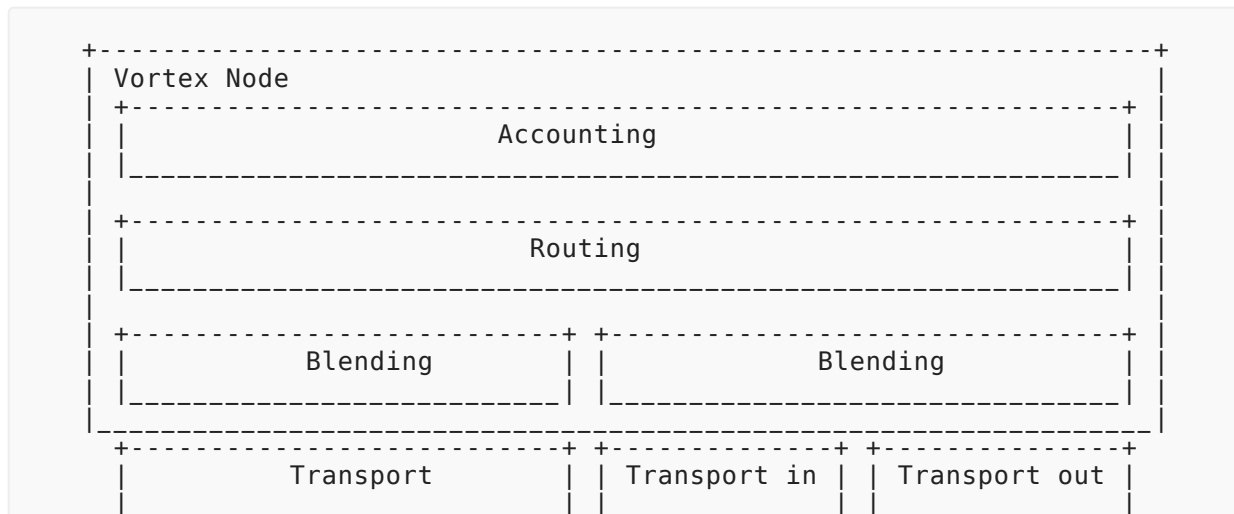 Vortex Node
Accounting
Routing
Blending Blending
Transport Transport in Transport out